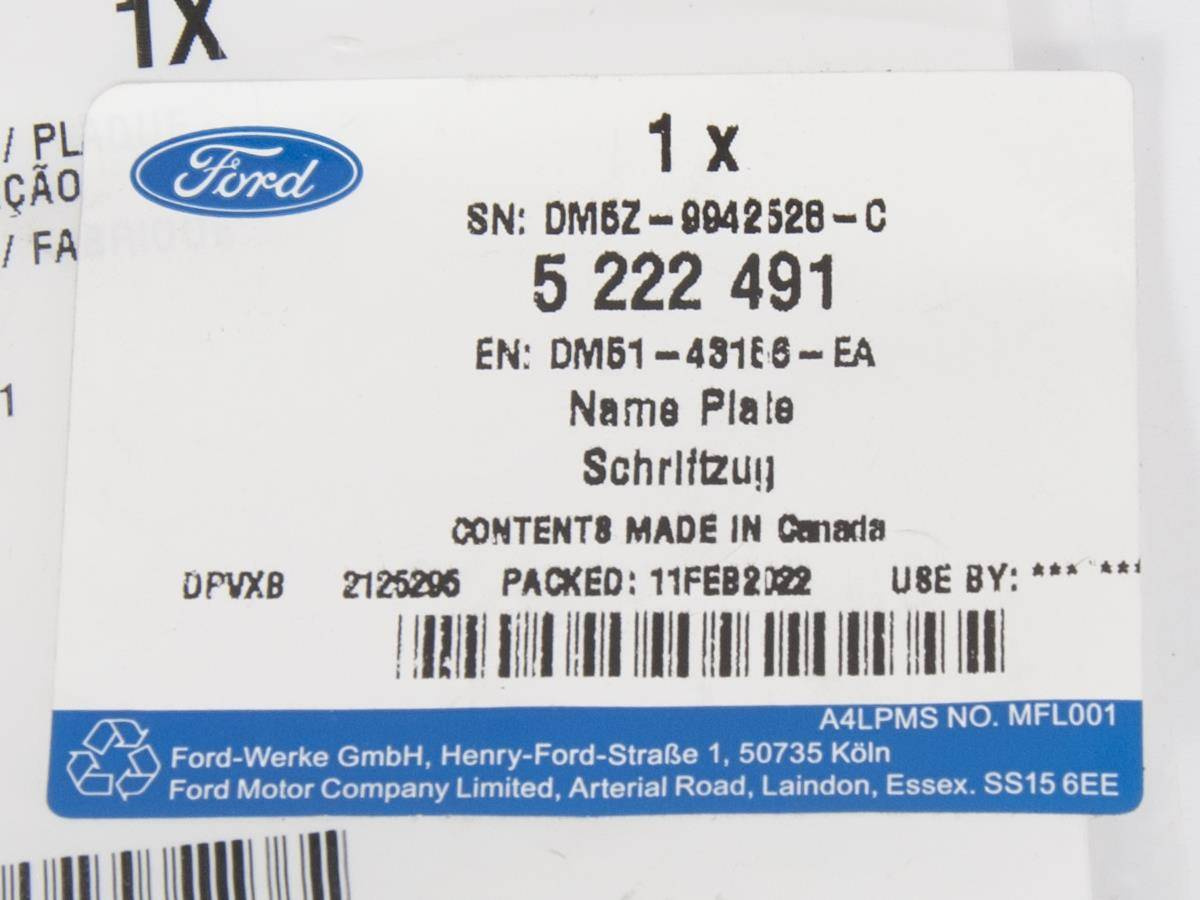 1X
/ PL
ÇÃO
/ FA
1
Ford
1 x
SN: DM5Z-9942528-C
5 222 491
EN: DM51-43156-EA
Name Plate
Schriftzug
CONTENTS MADE IN Canada
DPVXB 2125295 PACKED: 11FEB2022 USE BY: *** ***
A4LPMS NO. MFL001
Ford-Werke GmbH, Henry-Ford-Straße 1, 50735 Köln
Ford Motor Company Limited, Arterial Road, Laindon, Essex. SS15 6EE